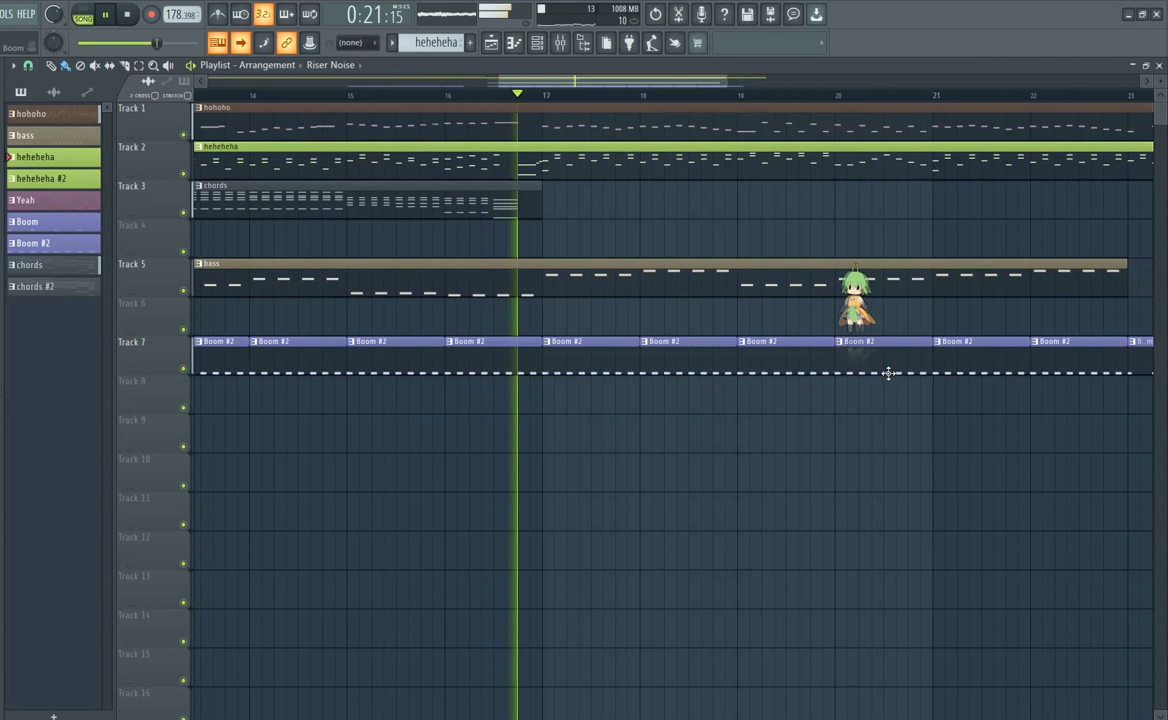 OLS HELP
SONG
178.398
3.2.1
0:21:15
13
1008 MB
10
Boom
(none)
heheheha
Playlist - Arrangement Riser Noise
Z-CROSS STRETCH
14 15 16 17 18 19 20 21 22 23
hohoho
bass
heheheha
heheheha #2
Yeah
Boom
Boom #2
chords
chords #2
Track 1
hohoho
Track 2
heheheha
Track 3
chords
Track 4
Track 5
bass
Track 6
Track 7
Boom #2 Boom #2 Boom #2 Boom #2 Boom #2 Boom #2 Boom #2 Boom #2 Boom #2 Boom #2
Track 8
Track 9
Track 10
Track 11
Track 12
Track 13
Track 14
Track 15
Track 16